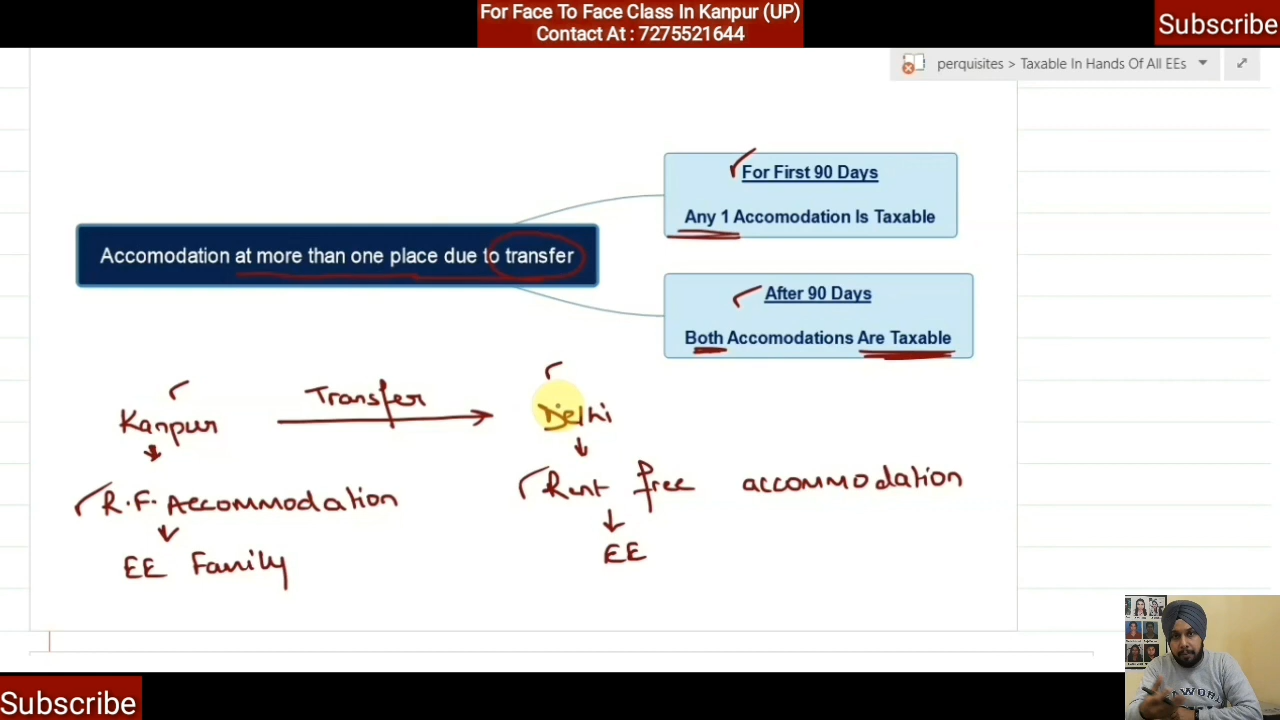 For Face To Face Class In Kanpur (UP)
Contact At : 7275521644
Subscribe
perquisites > Taxable In Hands Of All EEs
For First 90 Days
Any 1 Accomodation Is Taxable
Accomodation at more than one place due to transfer
After 90 Days
Both Accomodations Are Taxable
Kanpur
Transfer
Delhi
R.F. Accommodation
Rent free accommodation
EE Family
EE
Subscribe